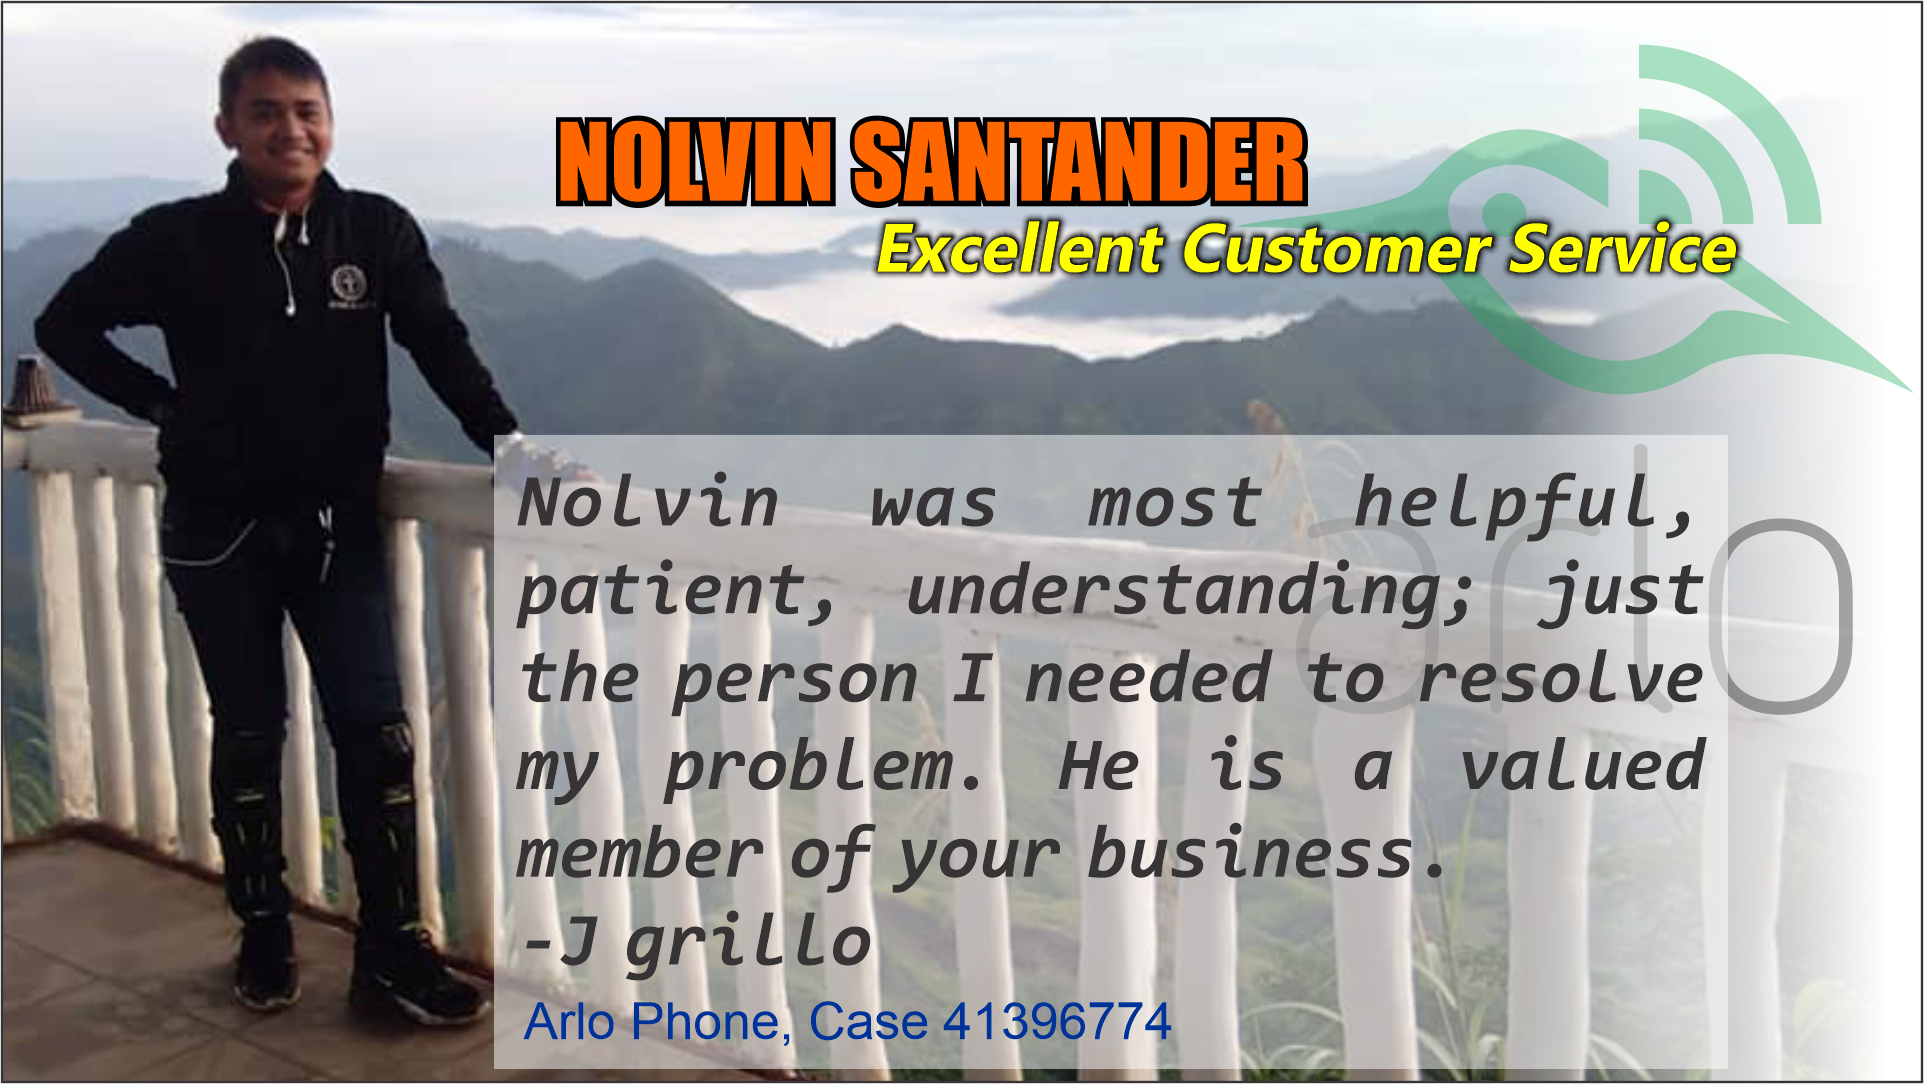 NOLVIN SANTANDER
Excellent Customer Service
Nolvin was most helpful,
patient, understanding; just
the person I needed to resolve
my problem. He is a valued
member of your business.
-J grillo
Arlo Phone, Case 41396774
arlo